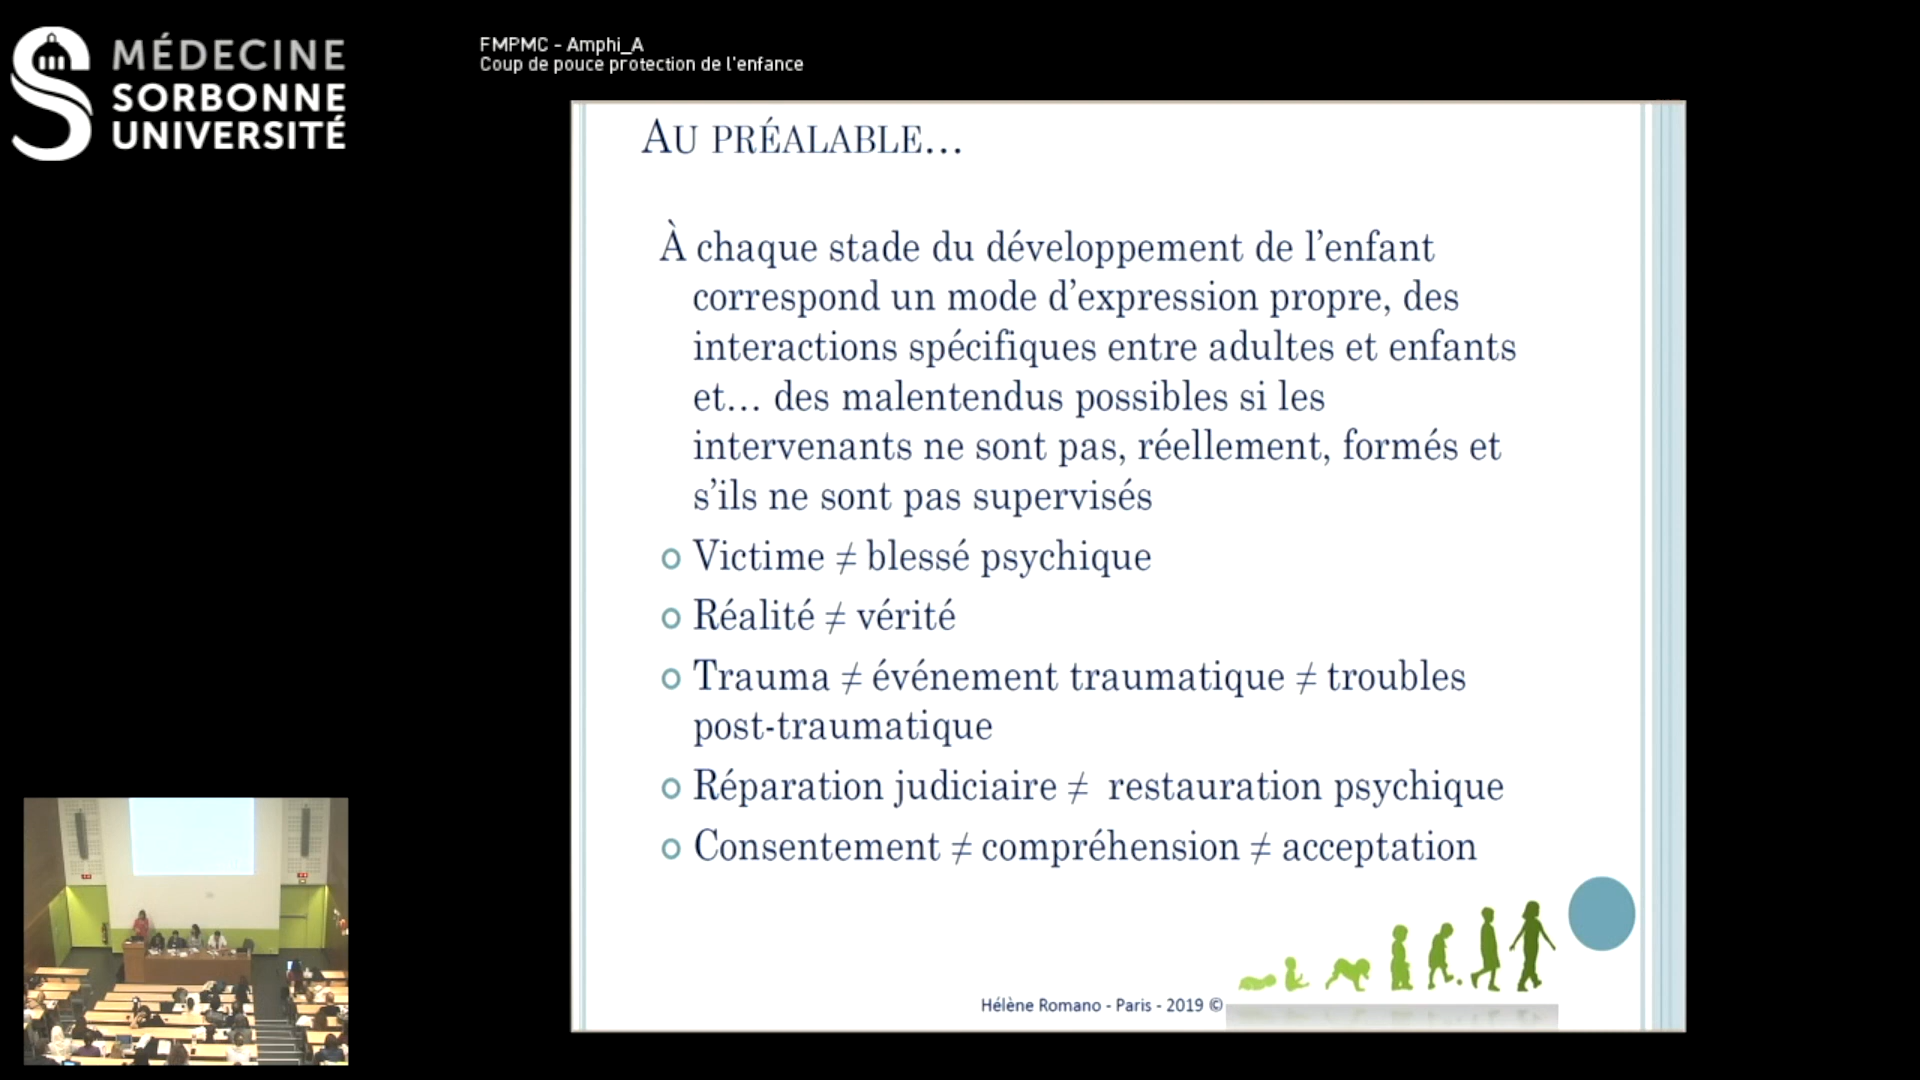 MÉDECINE
SORBONNE
UNIVERSITÉ
FMPMC - Amphi_A
Coup de pouce protection de l'enfance
AU PRÉALABLE...
À chaque stade du développement de l’enfant
correspond un mode d’expression propre, des
interactions spécifiques entre adultes et enfants
et... des malentendus possibles si les
intervenants ne sont pas, réellement, formés et
s’ils ne sont pas supervisés
Victime ≠ blessé psychique
Réalité ≠ vérité
Trauma ≠ événement traumatique ≠ troubles
post-traumatique
Réparation judiciaire ≠ restauration psychique
Consentement ≠ compréhension ≠ acceptation
Hélène Romano - Paris - 2019 ©